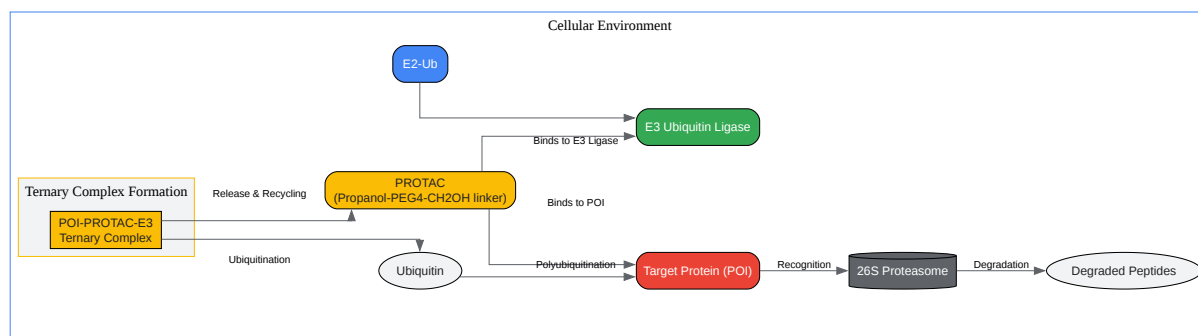 Cellular Environment
E2-Ub
E3 Ubiquitin Ligase
Binds to E3 Ligase
Ternary Complex Formation
Release & Recycling
PROTAC
(Propanol-PEG4-CH2OH linker)
Binds to POI
POI-PROTAC-E3
Ternary Complex
Ubiquitination
Ubiquitin
Polyubiquitination
Target Protein (POI)
Recognition
26S Proteasome
Degradation
Degraded Peptides